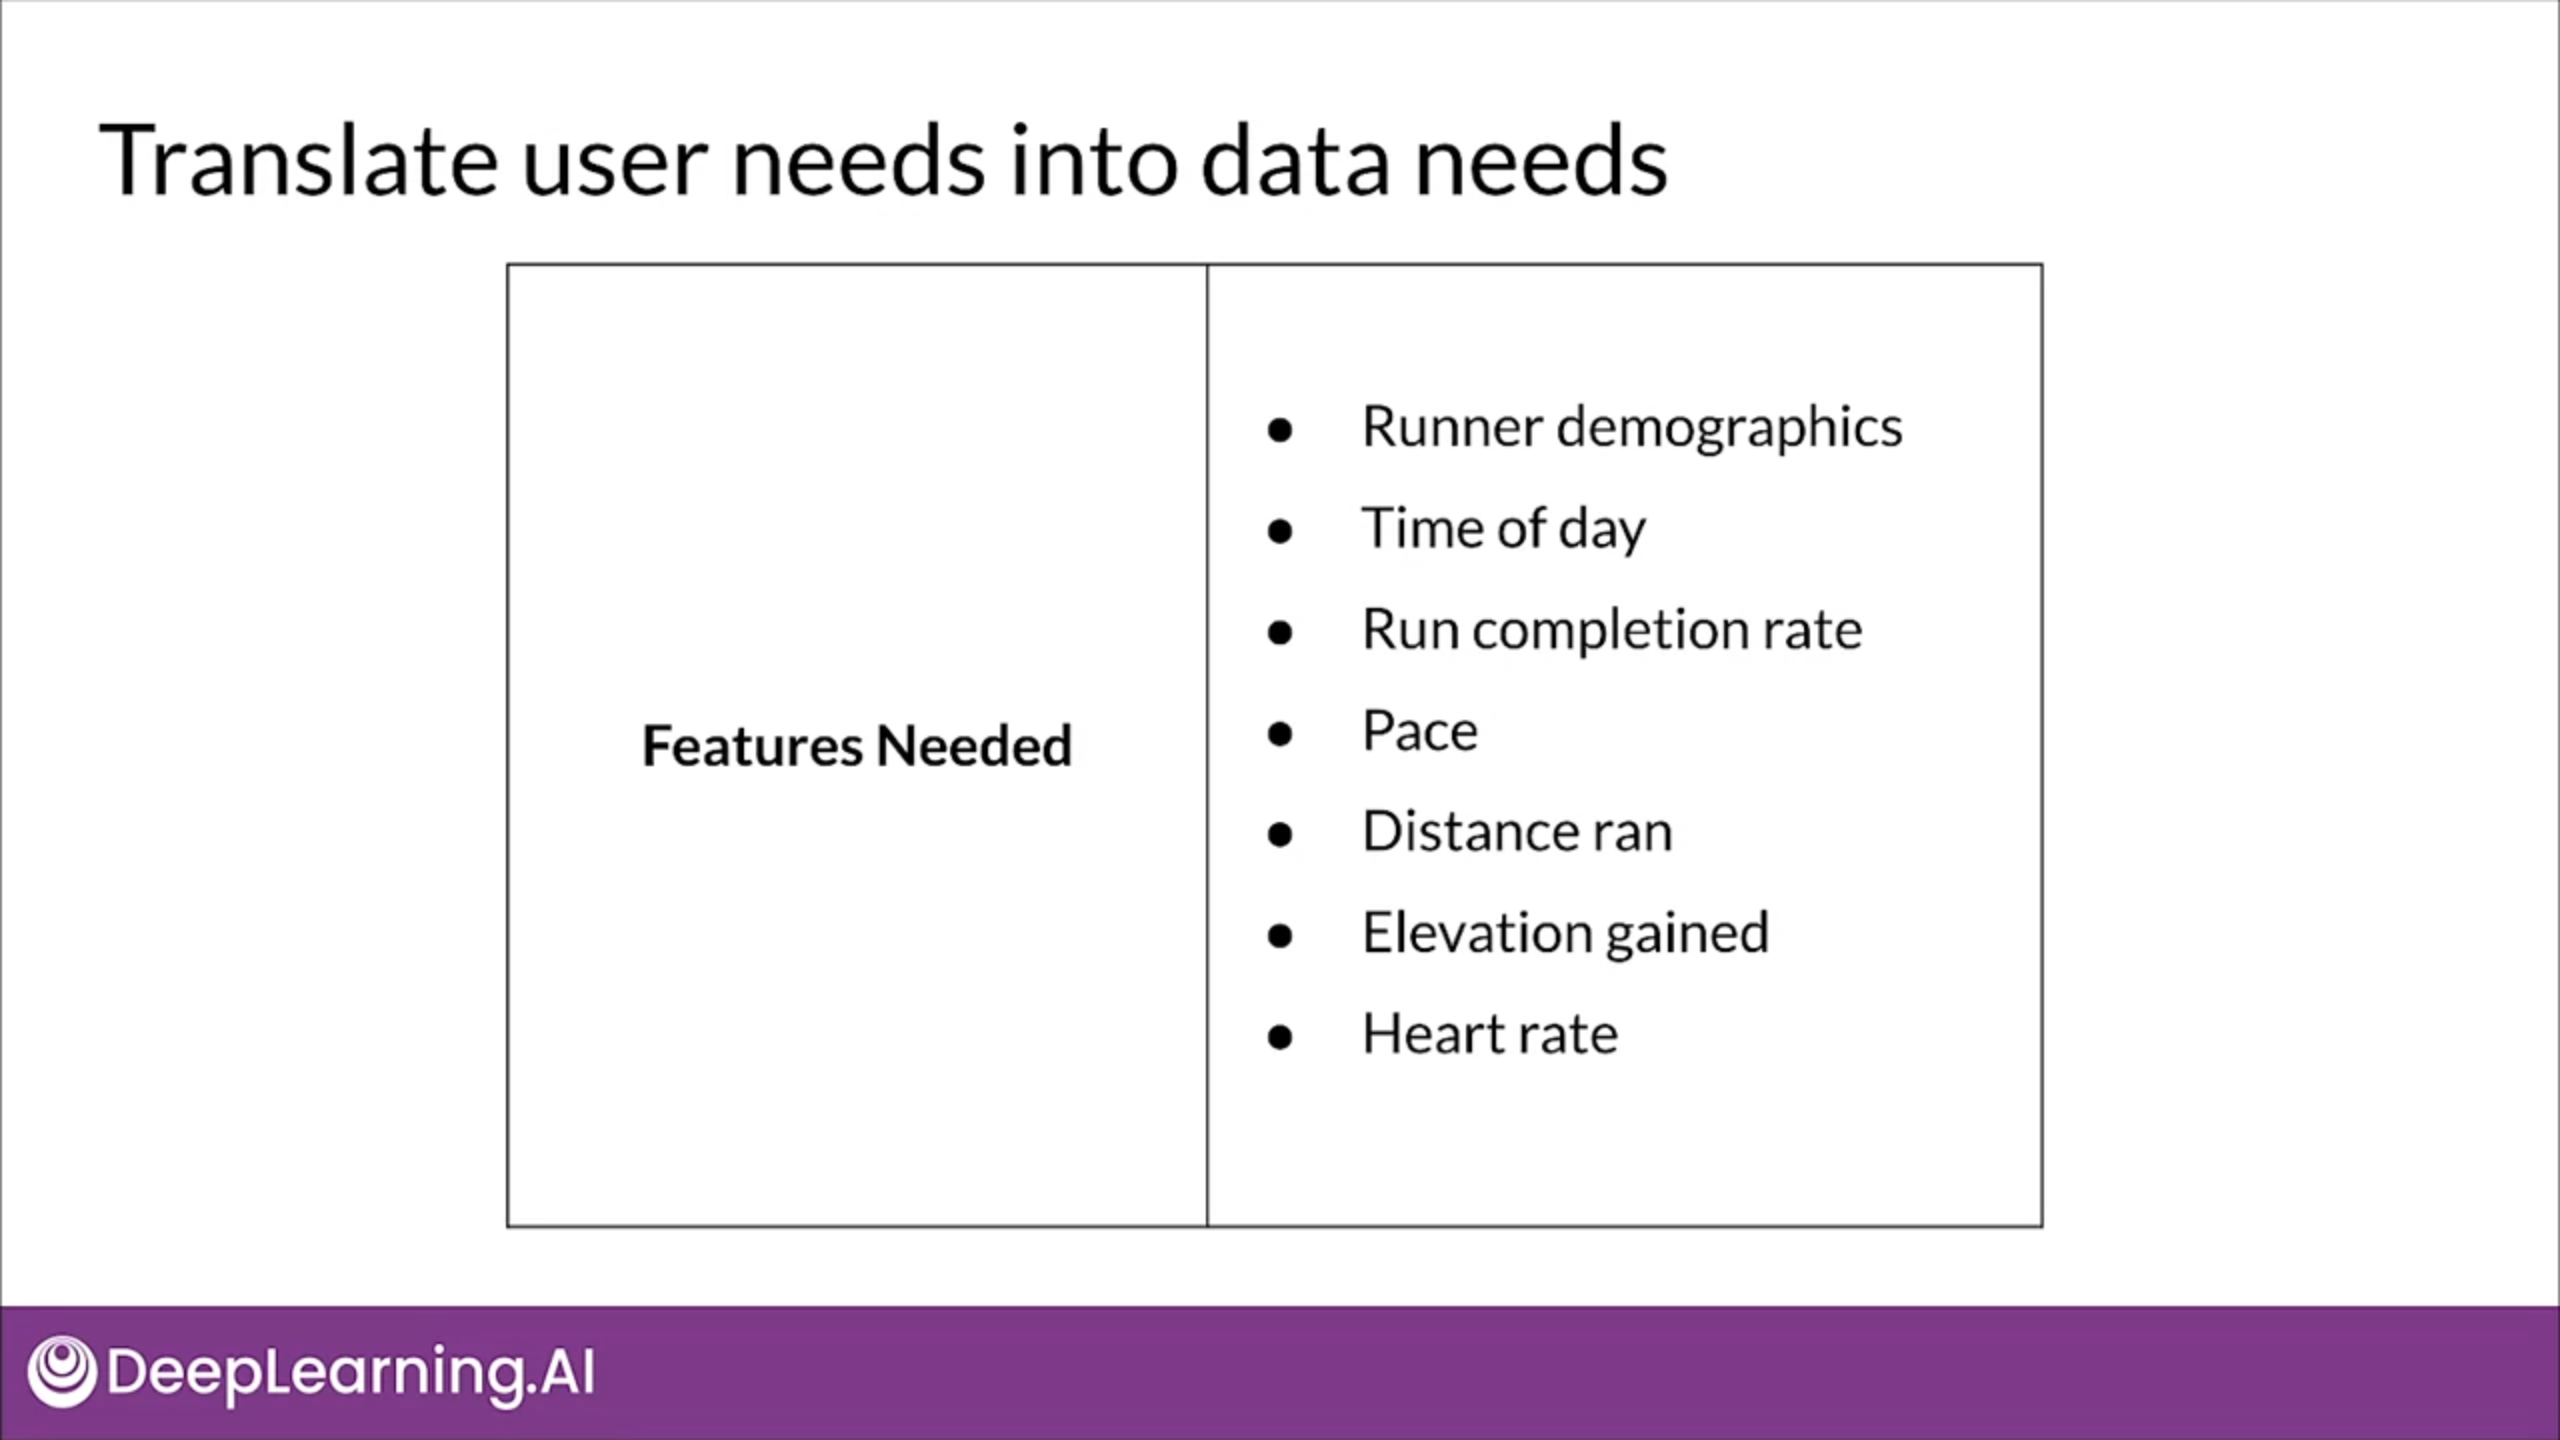 Translate user needs into data needs
Features Needed
● Runner demographics
● Time of day
● Run completion rate
● Pace
● Distance ran
● Elevation gained
● Heart rate
DeepLearning.AI